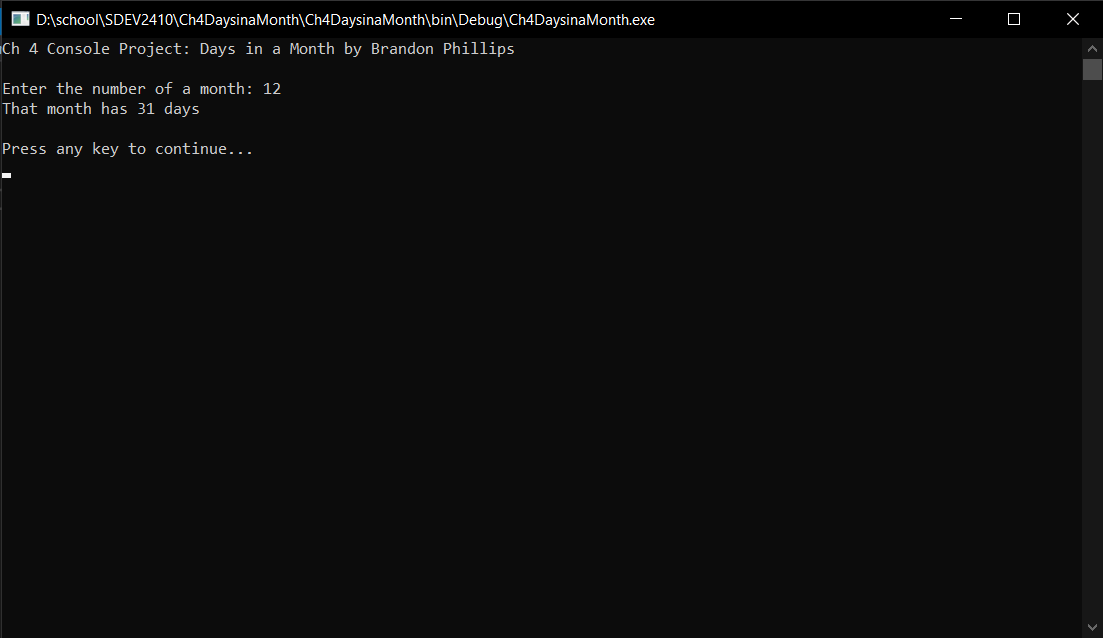 D:\school\SDEV2410\Ch4DaysinaMonth\Ch4DaysinaMonth\bin\Debug\Ch4DaysinaMonth.exe
Ch 4 Console Project: Days in a Month by Brandon Phillips
Enter the number of a month: 12
That month has 31 days
Press any key to continue...